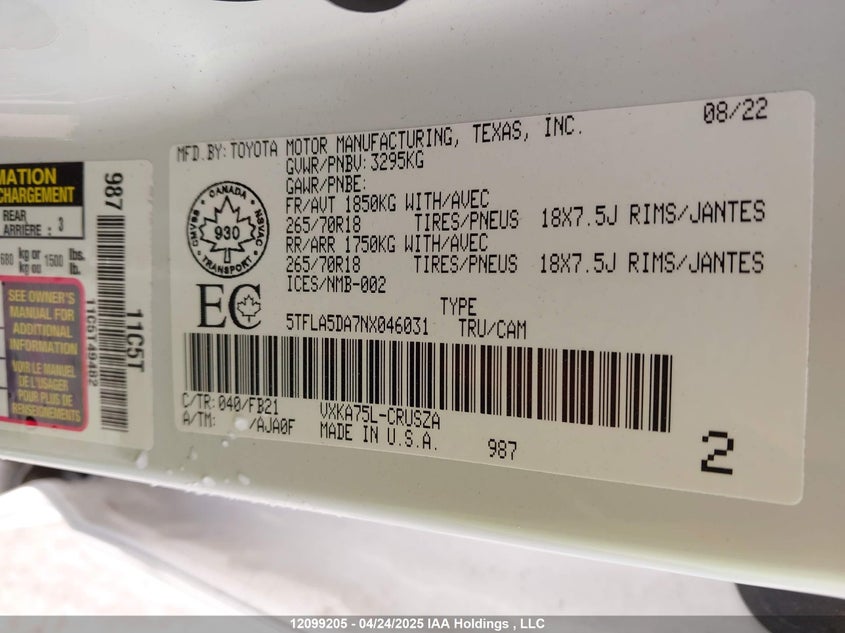 08/22
MFD.BY:TOYOTA MOTOR MANUFACTURING, TEXAS, INC.
GVWR/PNBV:3295KG
GAWR/PNBE:
FR/AVT 1850KG WITH/AVEC
265/70R18 TIRES/PNEUS 18X7.5J RIMS/JANTES
RR/ARR 1750KG WITH/AVEC
265/70R18 TIRES/PNEUS 18X7.5J RIMS/JANTES
ICES/NMB-002
CANADA
CMVSS
NSVAC
930
TRANSPORT
EC
TYPE
5TFLA5DA7NX046031 TRU/CAM
C/TR:040/FB21 VXKA75L-CRUSZA
A/TM: /AJA0F MADE IN U.S.A. 987
2
MATION
CHARGEMENT
REAR
ARRIÈRE : 3
680 kg or 1500 lbs.
kg ou lb.
SEE OWNER'S
MANUAL FOR
ADDITIONAL
INFORMATION
VOIR LE MANUEL
DE L'USAGER
POUR PLUS DE
RENSEIGNEMENTS
987
11C5T
11C5T49482
12099205 - 04/24/2025 IAA Holdings , LLC